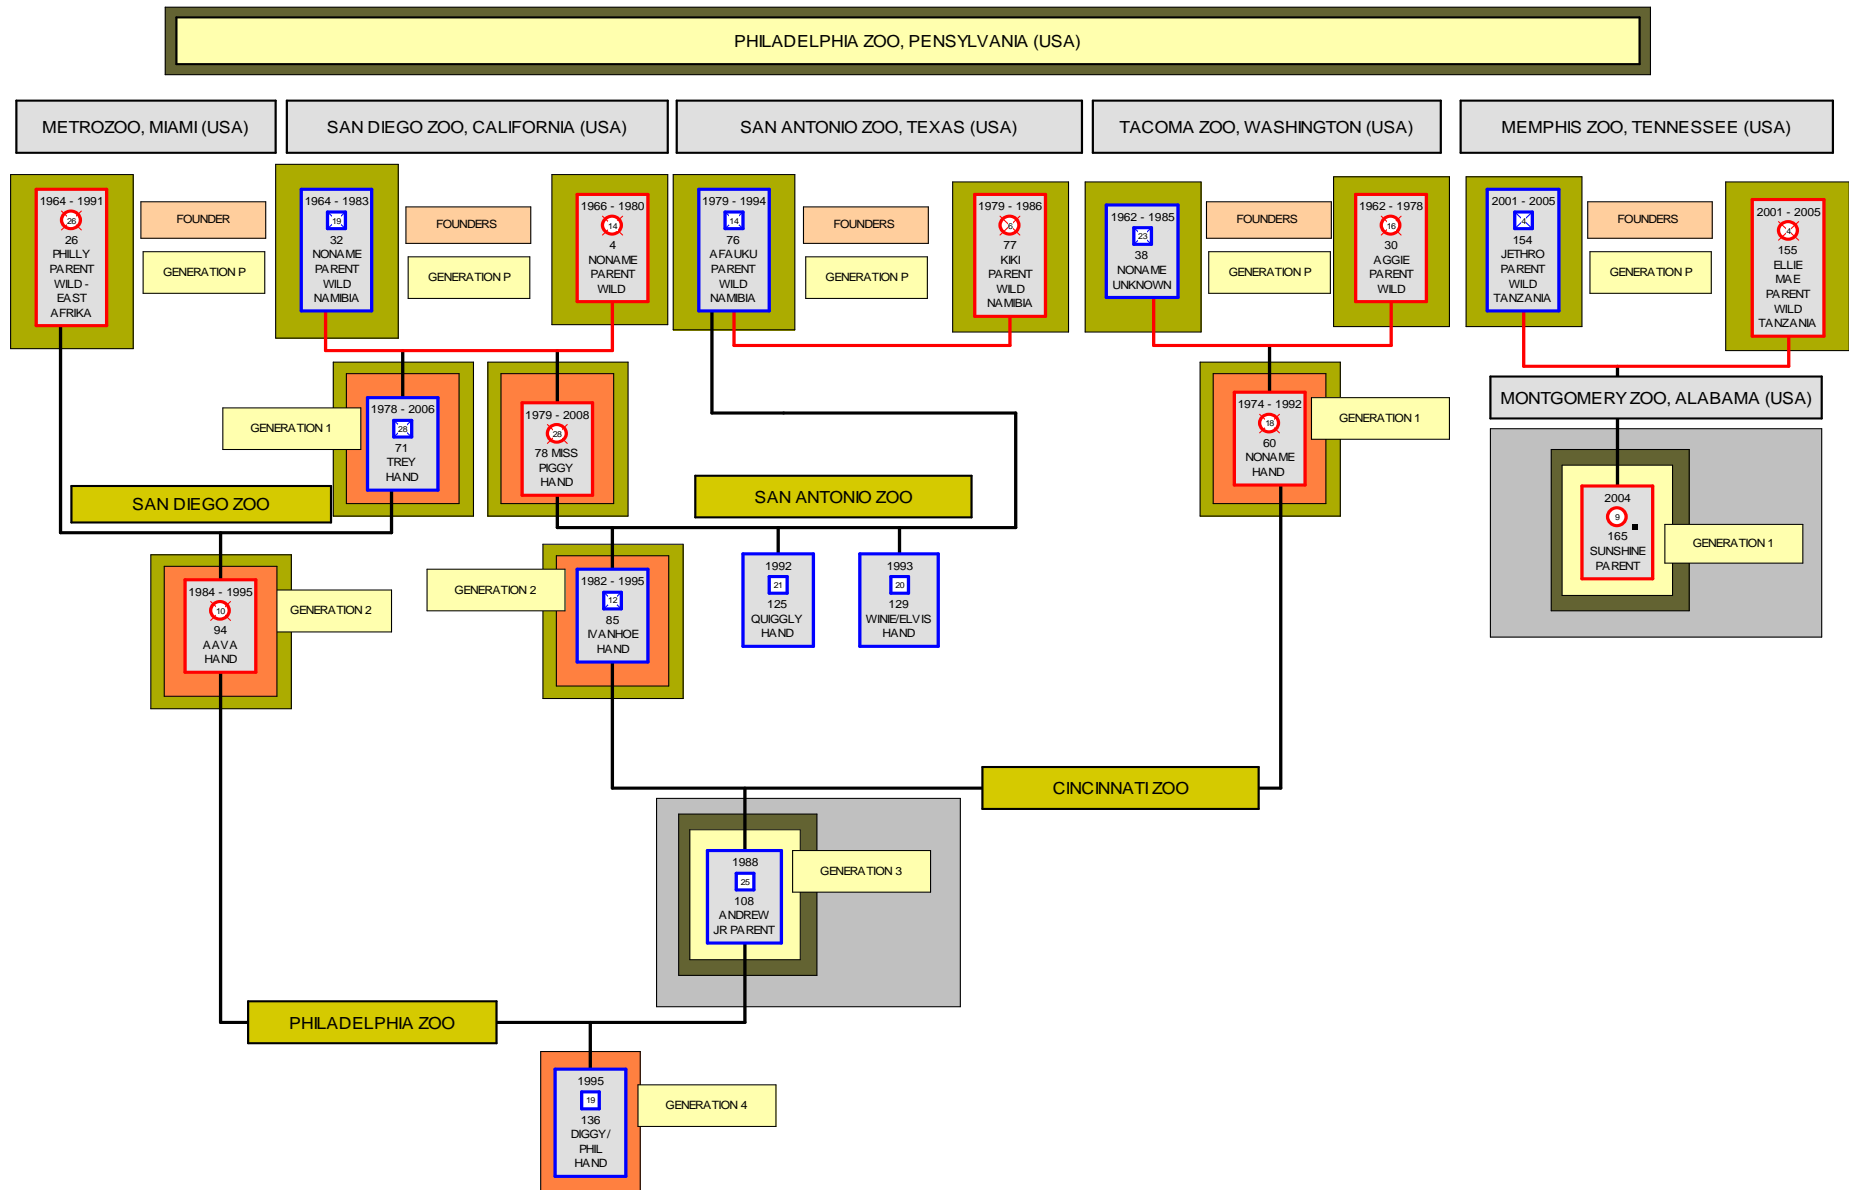 PHILADELPHIA ZOO, PENSYLVANIA (USA)
METROZOO, MIAMI (USA)
SAN DIEGO ZOO, CALIFORNIA (USA)
SAN ANTONIO ZOO, TEXAS (USA)
TACOMA ZOO, WASHINGTON (USA)
MEMPHIS ZOO, TENNESSEE (USA)
1964 - 1991
26
26
PHILLY
PARENT
WILD -
EAST
AFRIKA
FOUNDER
GENERATION P
1964 - 1983
19
32
NONAME
PARENT
WILD
NAMIBIA
FOUNDERS
GENERATION P
1966 - 1980
14
4
NONAME
PARENT
WILD
1979 - 1994
14
76
AFAUKU
PARENT
WILD
NAMIBIA
FOUNDERS
GENERATION P
1979 - 1986
6
77
KIKI
PARENT
WILD
NAMIBIA
1962 - 1985
23
38
NONAME
UNKNOWN
FOUNDERS
GENERATION P
1962 - 1978
16
30
AGGIE
PARENT
WILD
2001 - 2005
4
154
JETHRO
PARENT
WILD
TANZANIA
FOUNDERS
GENERATION P
2001 - 2005
4
155
ELLIE
MAE
PARENT
WILD
TANZANIA
GENERATION 1
1978 - 2006
28
71
TREY
HAND
1979 - 2008
28
78 MISS
PIGGY
HAND
1974 - 1992
18
60
NONAME
HAND
GENERATION 1
MONTGOMERY ZOO, ALABAMA (USA)
SAN DIEGO ZOO
SAN ANTONIO ZOO
2004
9
165
SUNSHINE
PARENT
GENERATION 1
1984 - 1995
10
94
AAVA
HAND
GENERATION 2
GENERATION 2
1982 - 1995
12
85
IVANHOE
HAND
1992
21
125
QUIGGLY
HAND
1993
20
129
WINIE/ELVIS
HAND
CINCINNATI ZOO
1988
25
108
ANDREW
JR PARENT
GENERATION 3
PHILADELPHIA ZOO
1995
19
136
DIGGY/
PHIL
HAND
GENERATION 4